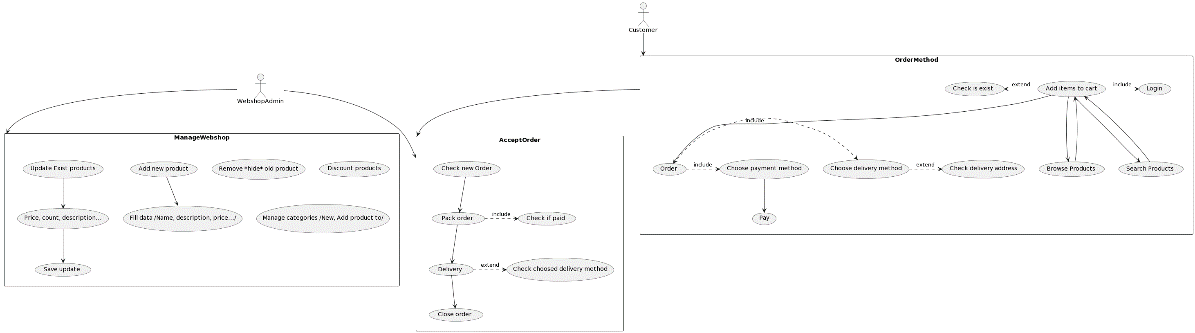 Customer
OrderMethod
Check is exist
extend
Add items to cart
include
Login
WebshopAdmin
include
Order
include
Choose payment method
Choose delivery method
extend
Check delivery address
Browse Products
Search Products
Pay
ManageWebshop
Update Exist products
Add new product
Remove *hide* old product
Discount products
Price, count, description...
Fill data /Name, description, price.../
Manage categories /New, Add product to/
Save update
AcceptOrder
Check new Order
Pack order
include
Check if paid
Delivery
extend
Check choosed delivery method
Close order